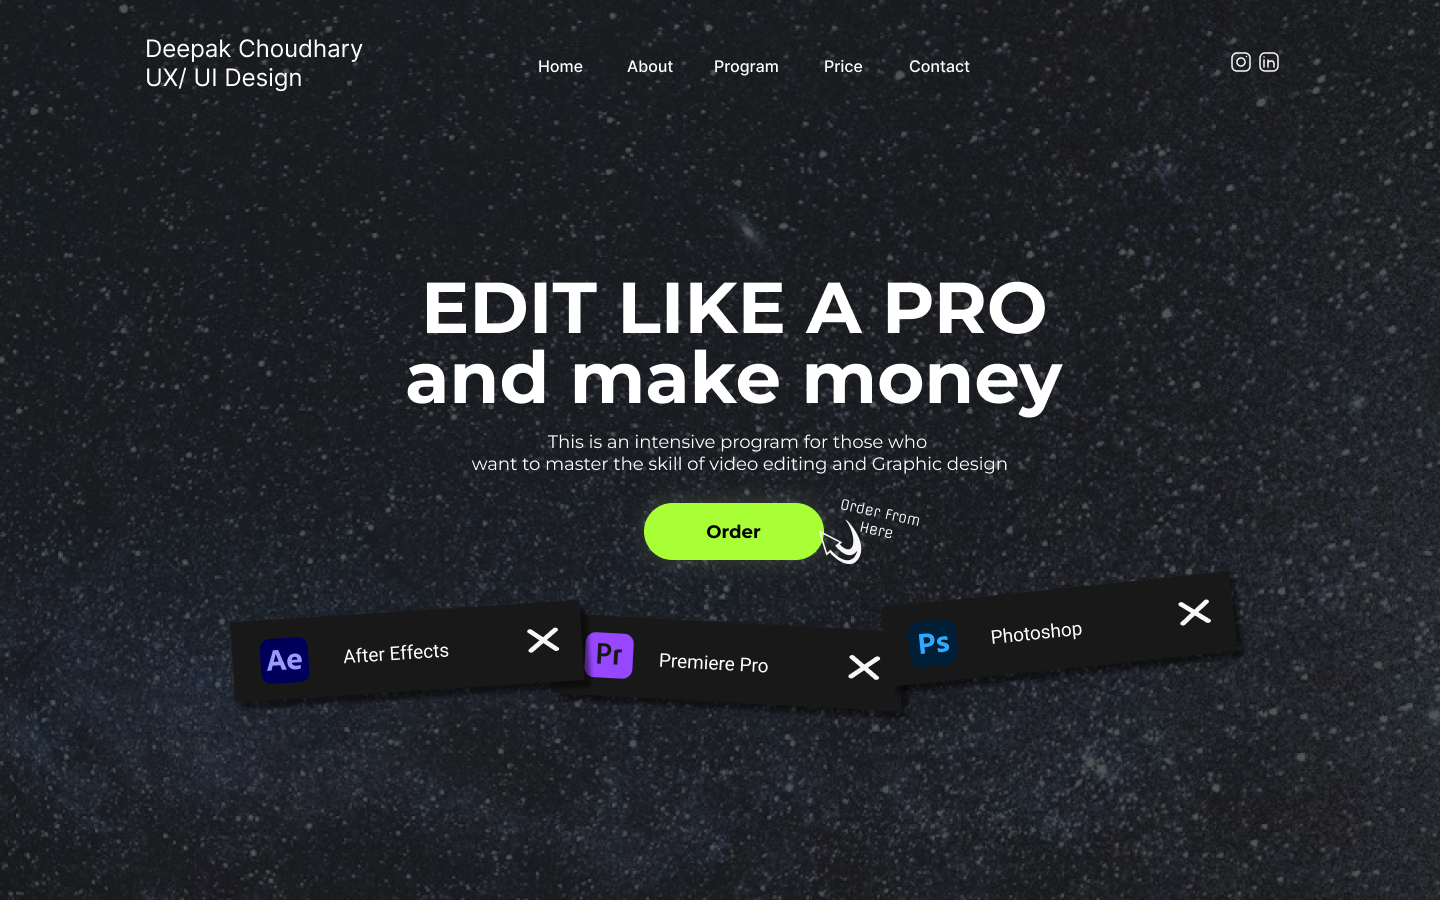 Deepak Choudhary
UX/ UI Design
Home
About
Program
Price
Contact
in
EDIT LIKE A PRO
and make money
This is an intensive program for those who
want to master the skill of video editing and Graphic design
Order
Order From
Here
Ae
After Effects
Pr
Premiere Pro
Ps
Photoshop